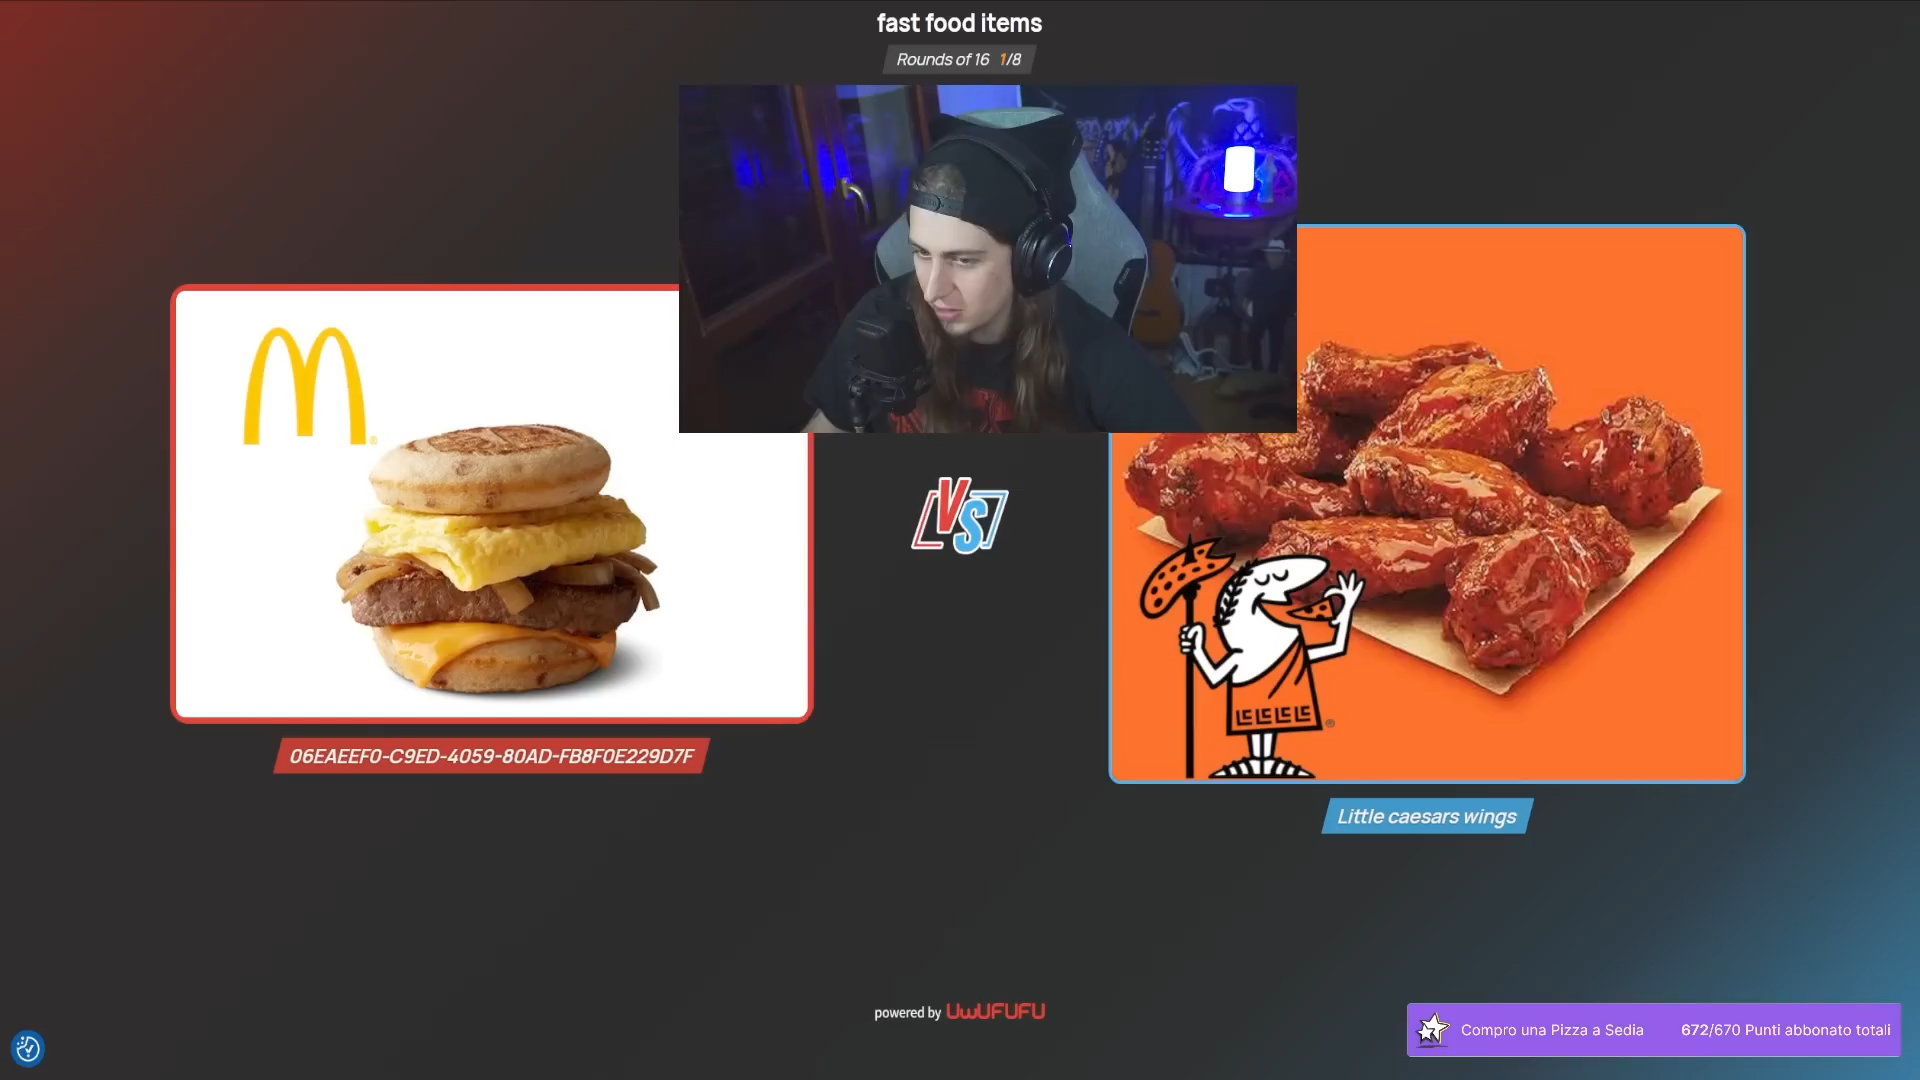 fast food items
Rounds of 16 1/8
VS
06EAEEF0-C9ED-4059-80AD-FB8F0E229D7F
Little caesars wings
powered by UwUFUFU
Compro una Pizza a Sedia 672/670 Punti abbonato totali